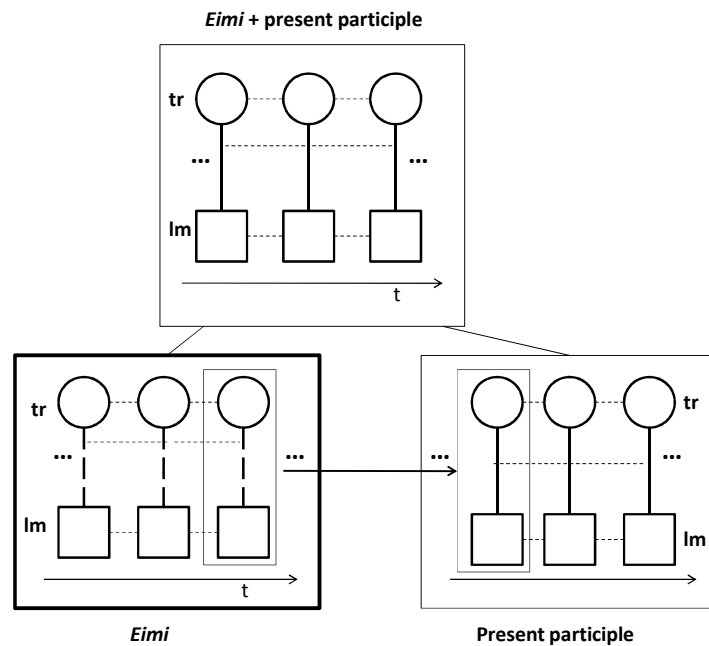 Eimi + present participle
tr
... ...
lm
t
tr tr
... ... ... ...
lm lm
t
Eimi Present participle